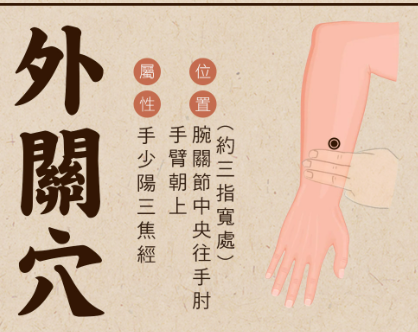 外關穴
位置
腕關節中央往手肘
（約三指寬處）
手臂朝上
屬性
手少陽三焦經